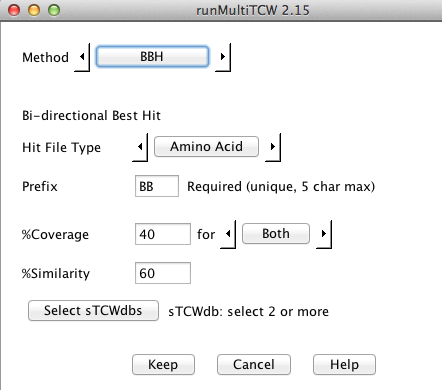 runMultiTCW 2.15
Method BBH
Bi-directional Best Hit
Hit File Type Amino Acid
Prefix BB Required (unique, 5 char max)
%Coverage 40 for Both
%Similarity 60
Select sTCWdbs sTCWdb: select 2 or more
Keep Cancel Help